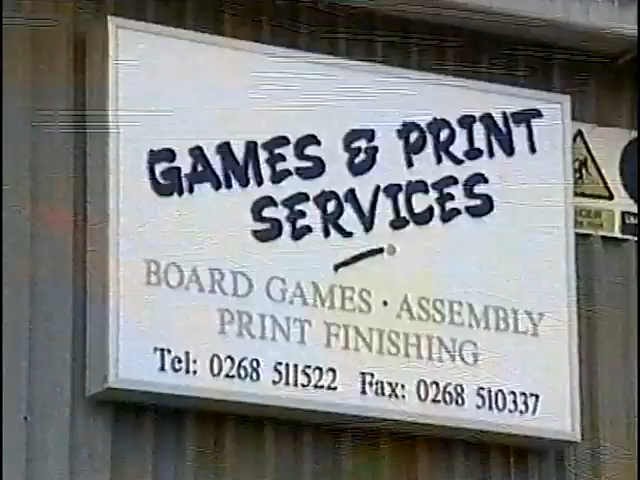 GAMES & PRINT
SERVICES
BOARD GAMES · ASSEMBLY
PRINT FINISHING
Tel: 0268 511522 Fax: 0268 510337